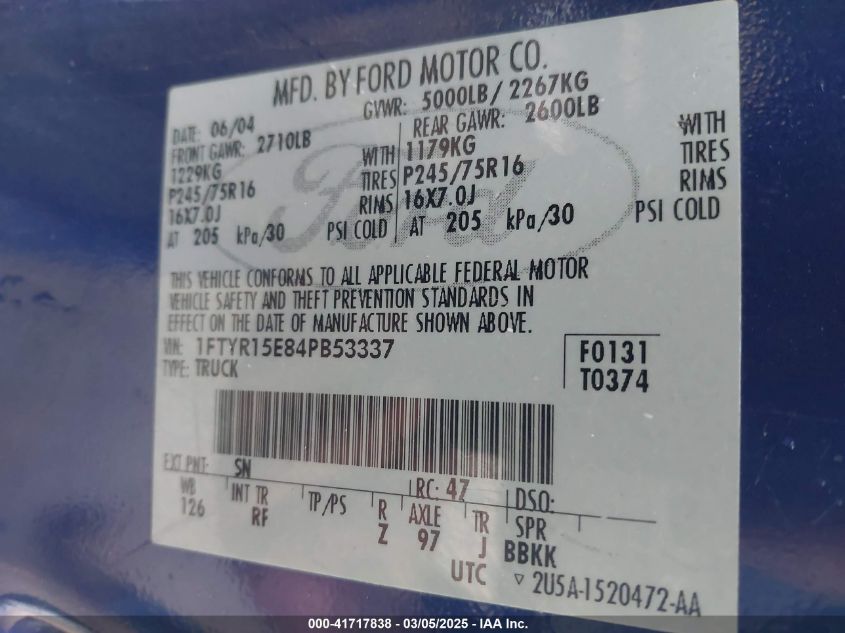 MFD. BY FORD MOTOR CO.
DATE: 06/04 GVWR: 5000LB/ 2267KG
FRONT GAWR: 2710LB REAR GAWR: 2600LB
1229KG WITH 1179KG WITH
P245/75R16 TIRES P245/75R16 TIRES
16X7.0J RIMS 16X7.0J RIMS
AT 205 kPa/30 PSI COLD AT 205 kPa/30 PSI COLD
Ford
THIS VEHICLE CONFORMS TO ALL APPLICABLE FEDERAL MOTOR
VEHICLE SAFETY AND THEFT PREVENTION STANDARDS IN
EFFECT ON THE DATE OF MANUFACTURE SHOWN ABOVE.
VIN: 1FTYR15E84PB53337 F0131
TYPE: TRUCK T0374
EXT PNT: SN RC: 47 DSO:
WB INT TR TP/PS R AXLE TR SPR
126 RF Z 97 J BBKK
UTC ▽ 2U5A-1520472-AA
000-41717838 - 03/05/2025 - IAA Inc.